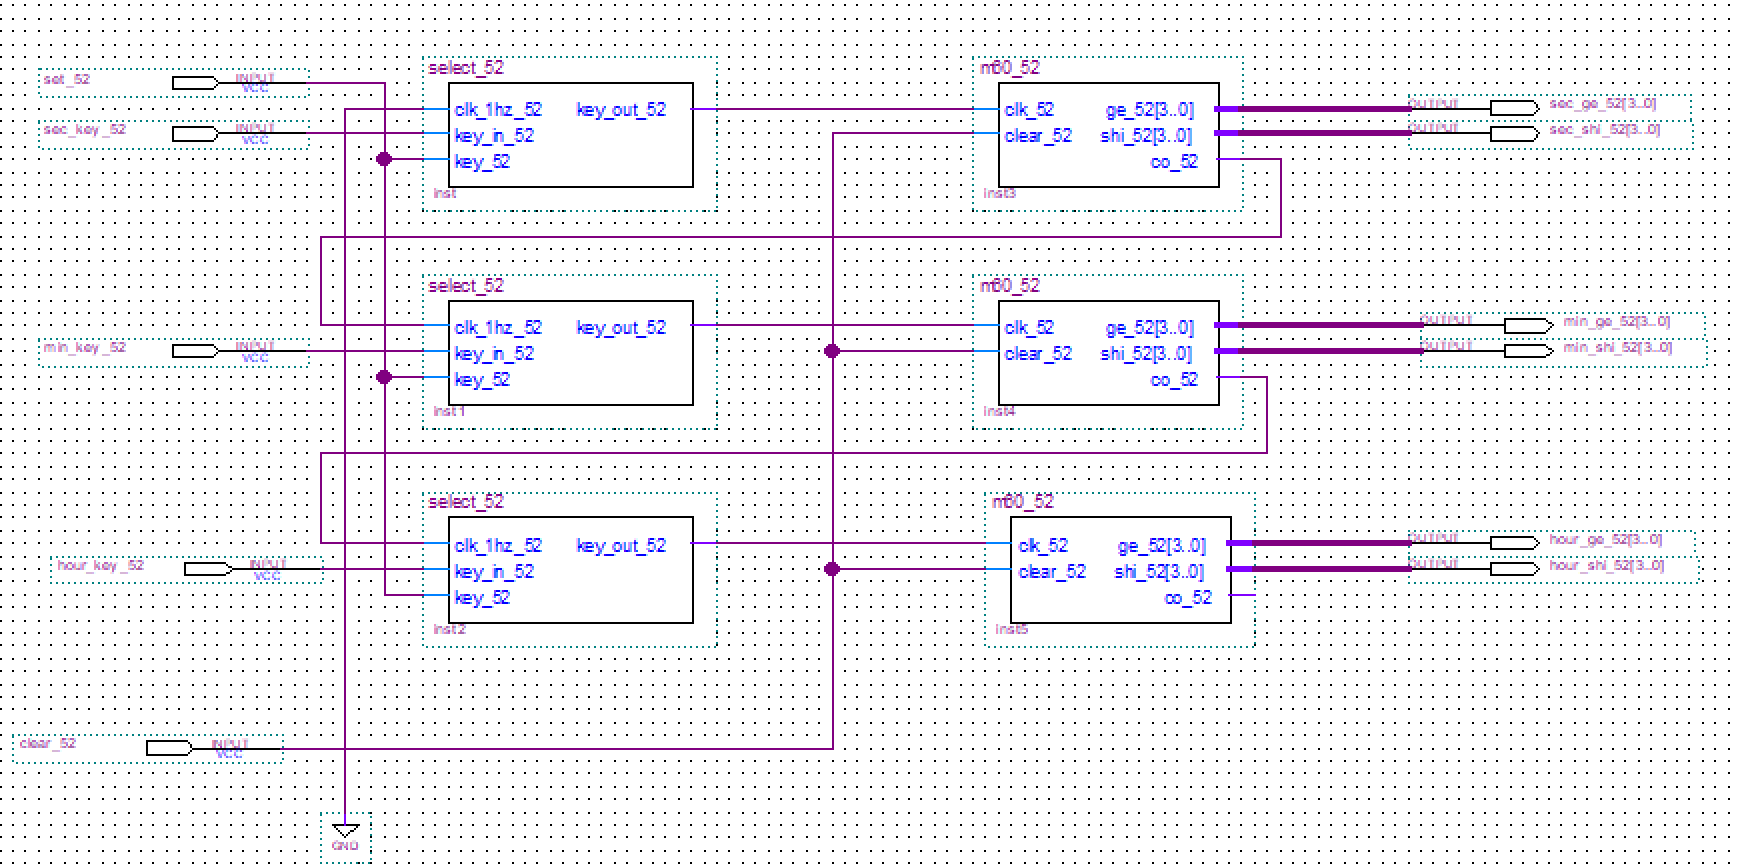 set_52 INPUT VCC
sec_key_52 INPUT VCC
select_52
clk_1hz_52 key_out_52
key_in_52
key_52
inst
m60_52
clk_52 ge_52[3..0]
clear_52 shi_52[3..0]
co_52
inst3
OUTPUT sec_ge_52[3..0]
OUTPUT sec_shi_52[3..0]
min_key_52 INPUT VCC
select_52
clk_1hz_52 key_out_52
key_in_52
key_52
inst1
m60_52
clk_52 ge_52[3..0]
clear_52 shi_52[3..0]
co_52
inst4
OUTPUT min_ge_52[3..0]
OUTPUT min_shi_52[3..0]
hour_key_52 INPUT VCC
select_52
clk_1hz_52 key_out_52
key_in_52
key_52
inst2
m60_52
clk_52 ge_52[3..0]
clear_52 shi_52[3..0]
co_52
inst5
OUTPUT hour_ge_52[3..0]
OUTPUT hour_shi_52[3..0]
clear_52 INPUT VCC
GND